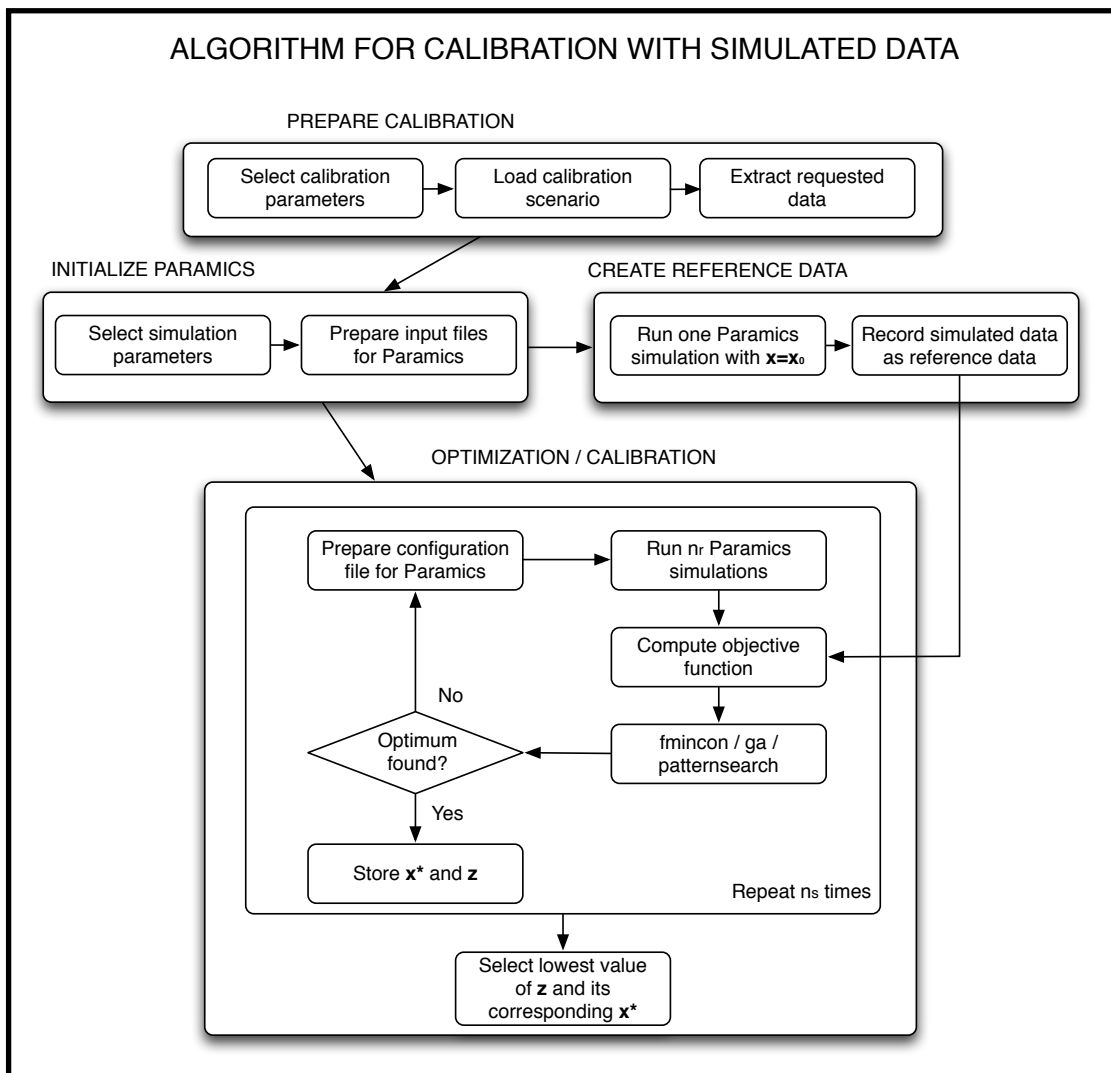 ALGORITHM FOR CALIBRATION WITH SIMULATED DATA
PREPARE CALIBRATION
Select calibration
parameters
Load calibration
scenario
Extract requested
data
INITIALIZE PARAMICS
Select simulation
parameters
Prepare input files
for Paramics
CREATE REFERENCE DATA
Run one Paramics
simulation with x=x₀
Record simulated data
as reference data
OPTIMIZATION / CALIBRATION
Prepare configuration
file for Paramics
Run nr Paramics
simulations
Compute objective
function
fmincon / ga /
patternsearch
Optimum
found?
No
Yes
Store x* and z
Repeat ns times
Select lowest value
of z and its
corresponding x*